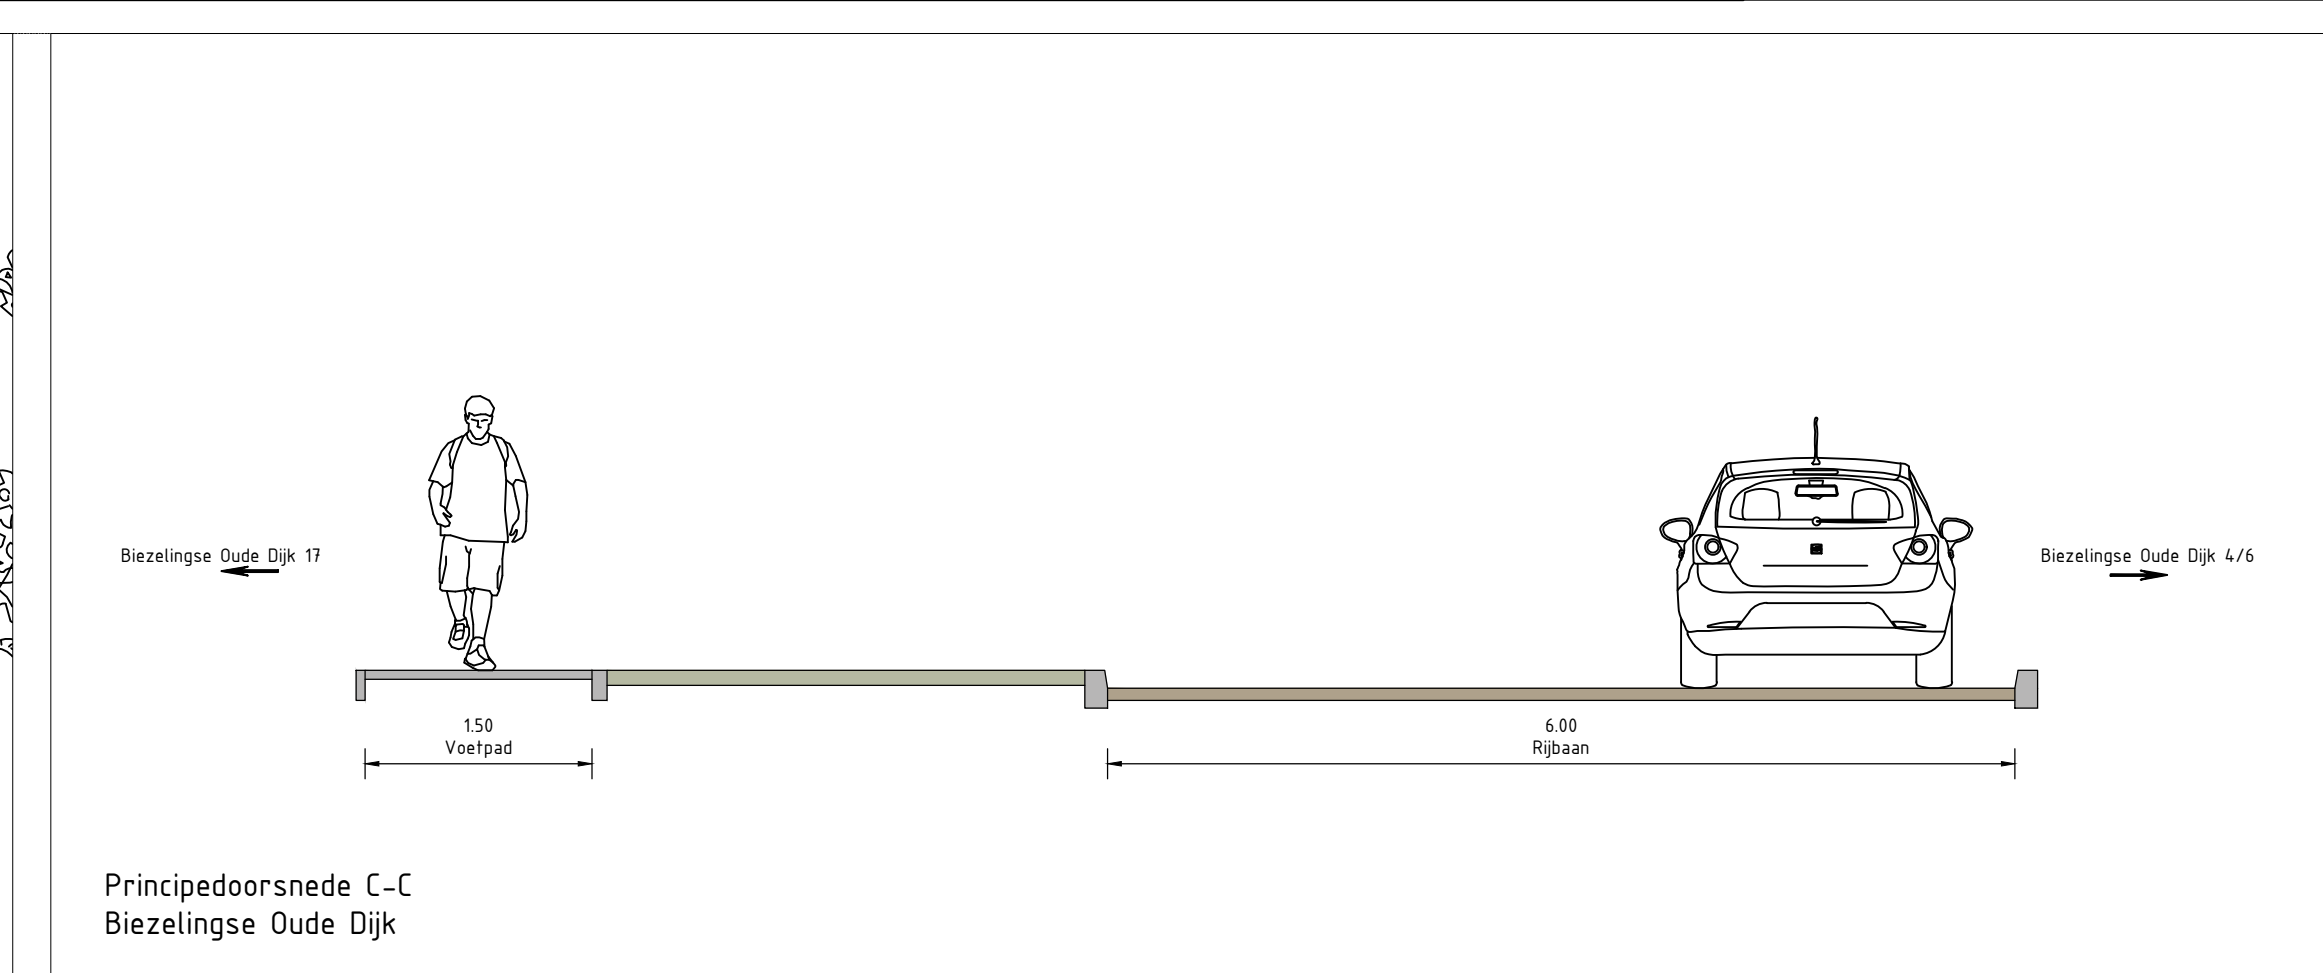 Biezelingse Oude Dijk 17
Biezelingse Oude Dijk 4/6
1.50
Voetpad
6.00
Rijbaan
Principedoorsnede C-C
Biezelingse Oude Dijk